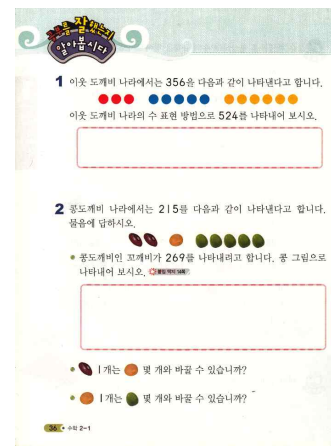 공부를 잘했는지
알아봅시다
1 이웃 도깨비 나라에서는 356을 다음과 같이 나타낸다고 합니다.
이웃 도깨비 나라의 수 표현 방법으로 524를 나타내어 보시오.
2 콩도깨비 나라에서는 215를 다음과 같이 나타낸다고 합니다.
물음에 답하시오.
• 콩도깨비인 꼬깨비가 269를 나타내려고 합니다. 콩 그림으로
나타내어 보시오.
• 1개는 몇 개와 바꿀 수 있습니까?
• 1개는 몇 개와 바꿀 수 있습니까?
36 • 수학 2-1